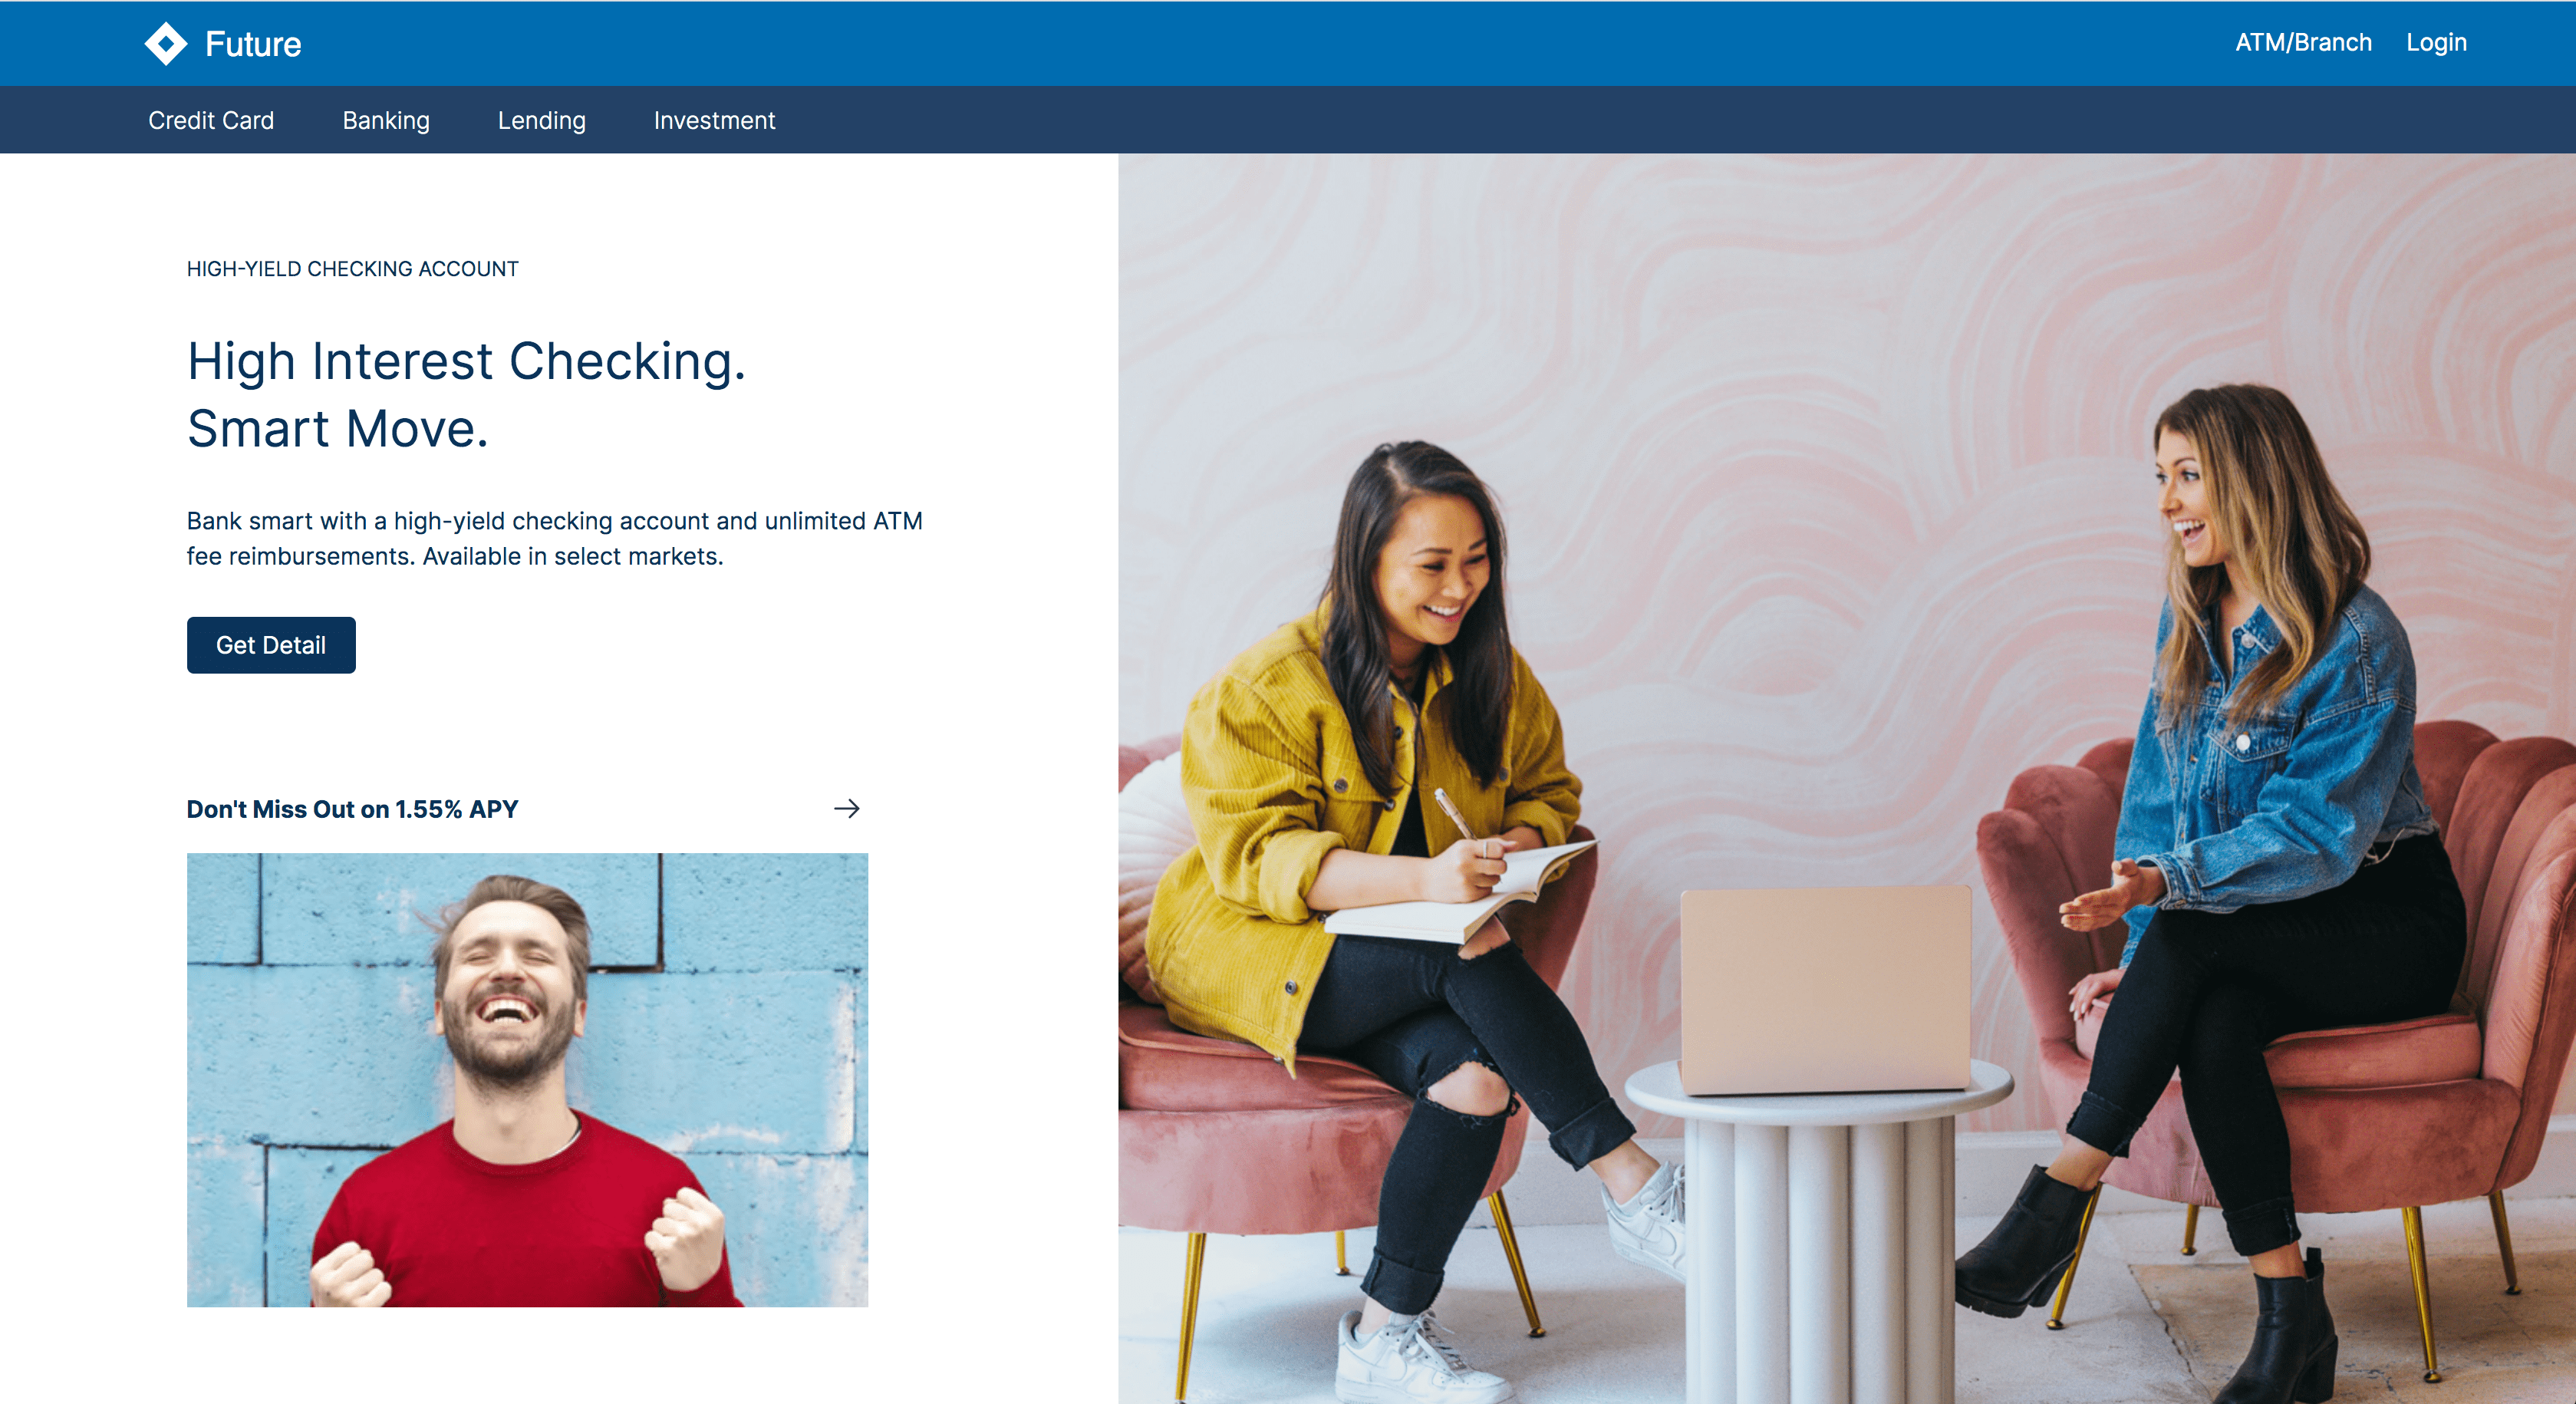 Future
ATM/Branch
Login
Credit Card
Banking
Lending
Investment
HIGH-YIELD CHECKING ACCOUNT
High Interest Checking.
Smart Move.
Bank smart with a high-yield checking account and unlimited ATM
fee reimbursements. Available in select markets.
Get Detail
Don't Miss Out on 1.55% APY